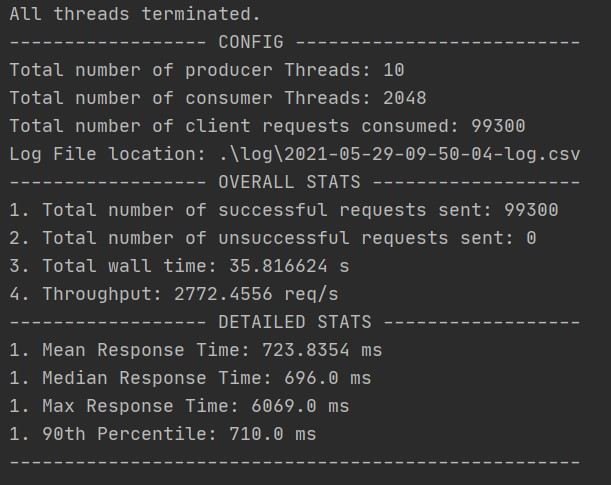 All threads terminated.
------------------ CONFIG --------------------------
Total number of producer Threads: 10
Total number of consumer Threads: 2048
Total number of client requests consumed: 99300
Log File location: .\log\2021-05-29-09-50-04-log.csv
------------------ OVERALL STATS -------------------
1. Total number of successful requests sent: 99300
2. Total number of unsuccessful requests sent: 0
3. Total wall time: 35.816624 s
4. Throughput: 2772.4556 req/s
------------------ DETAILED STATS ------------------
1. Mean Response Time: 723.8354 ms
1. Median Response Time: 696.0 ms
1. Max Response Time: 6069.0 ms
1. 90th Percentile: 710.0 ms
----------------------------------------------------